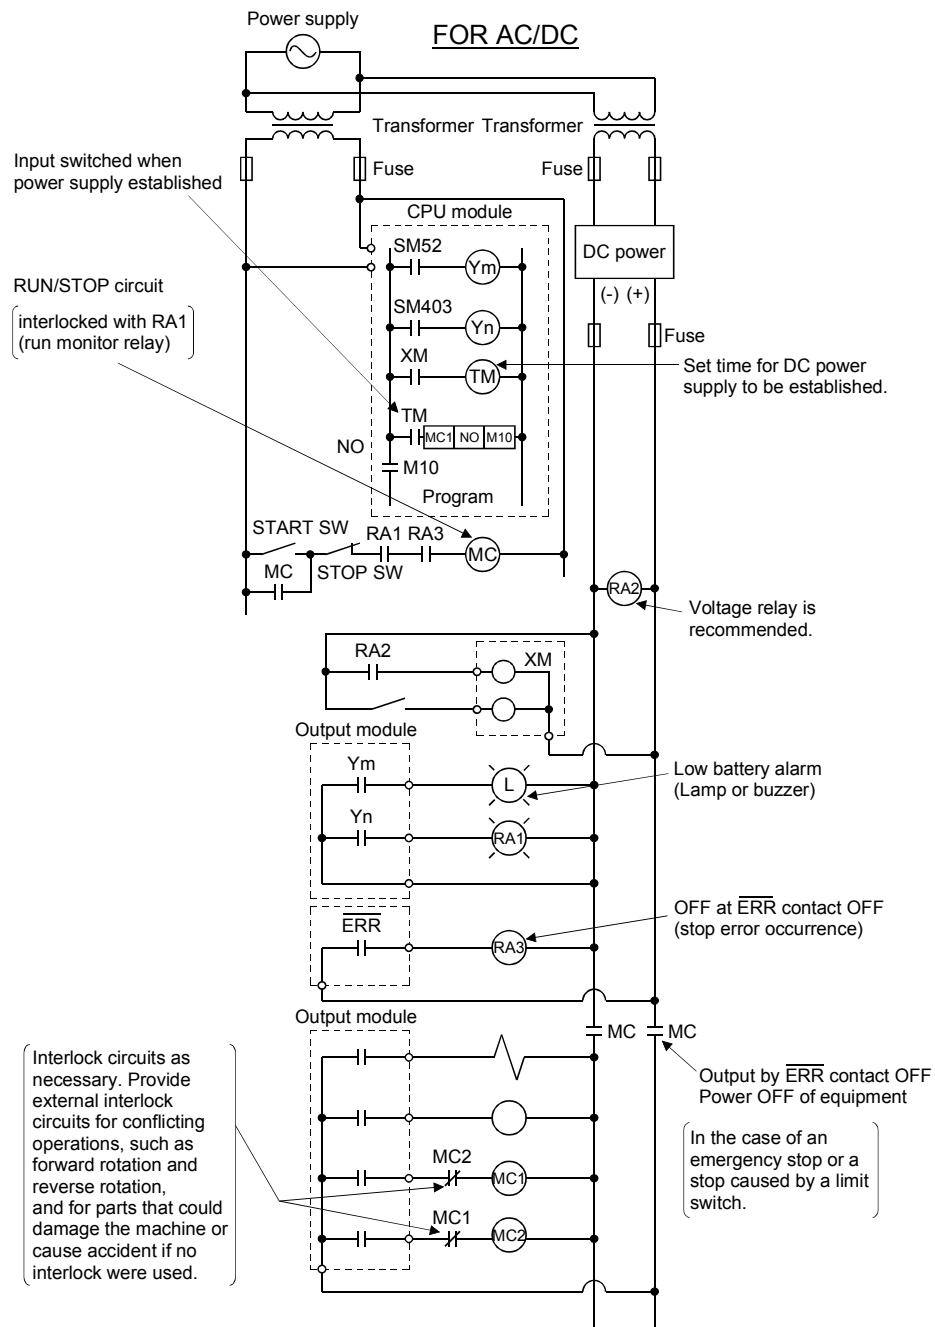 Power supply
FOR AC/DC
Transformer
Transformer
Input switched when
power supply established
Fuse
Fuse
CPU module
SM52
Ym
DC power
(-) (+)
RUN/STOP circuit
interlocked with RA1
(run monitor relay)
SM403
Yn
Fuse
XM
TM
Set time for DC power
supply to be established.
TM
MC1 NO M10
NO
M10
Program
START SW
RA1 RA3
MC
MC
STOP SW
RA2
Voltage relay is
recommended.
RA2
XM
Output module
Ym
L
Low battery alarm
(Lamp or buzzer)
Yn
RA1
ERR
RA3
OFF at ERR contact OFF
(stop error occurrence)
Output module
MC
MC
Output by ERR contact OFF
Power OFF of equipment
In the case of an
emergency stop or a
stop caused by a limit
switch.
Interlock circuits as
necessary. Provide
external interlock
circuits for conflicting
operations, such as
forward rotation and
reverse rotation,
and for parts that could
damage the machine or
cause accident if no
interlock were used.
MC2
MC1
MC1
MC2